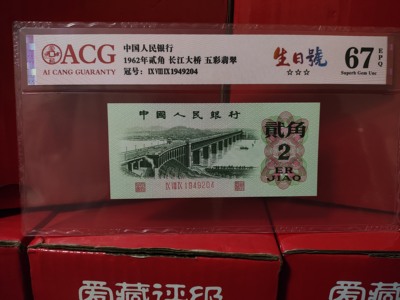 ACG
AI CANG GUARANTY
中国人民银行
1962年贰角 长江大桥 五彩翡翠
冠号: IX VIII IX 1949204
生日號
☆☆☆
67
EPQ
Superb Gem Unc
中國人民銀行
貳角
2
ER
JIAO
IX VIII IX 1949204
爱藏评级
爱藏评级